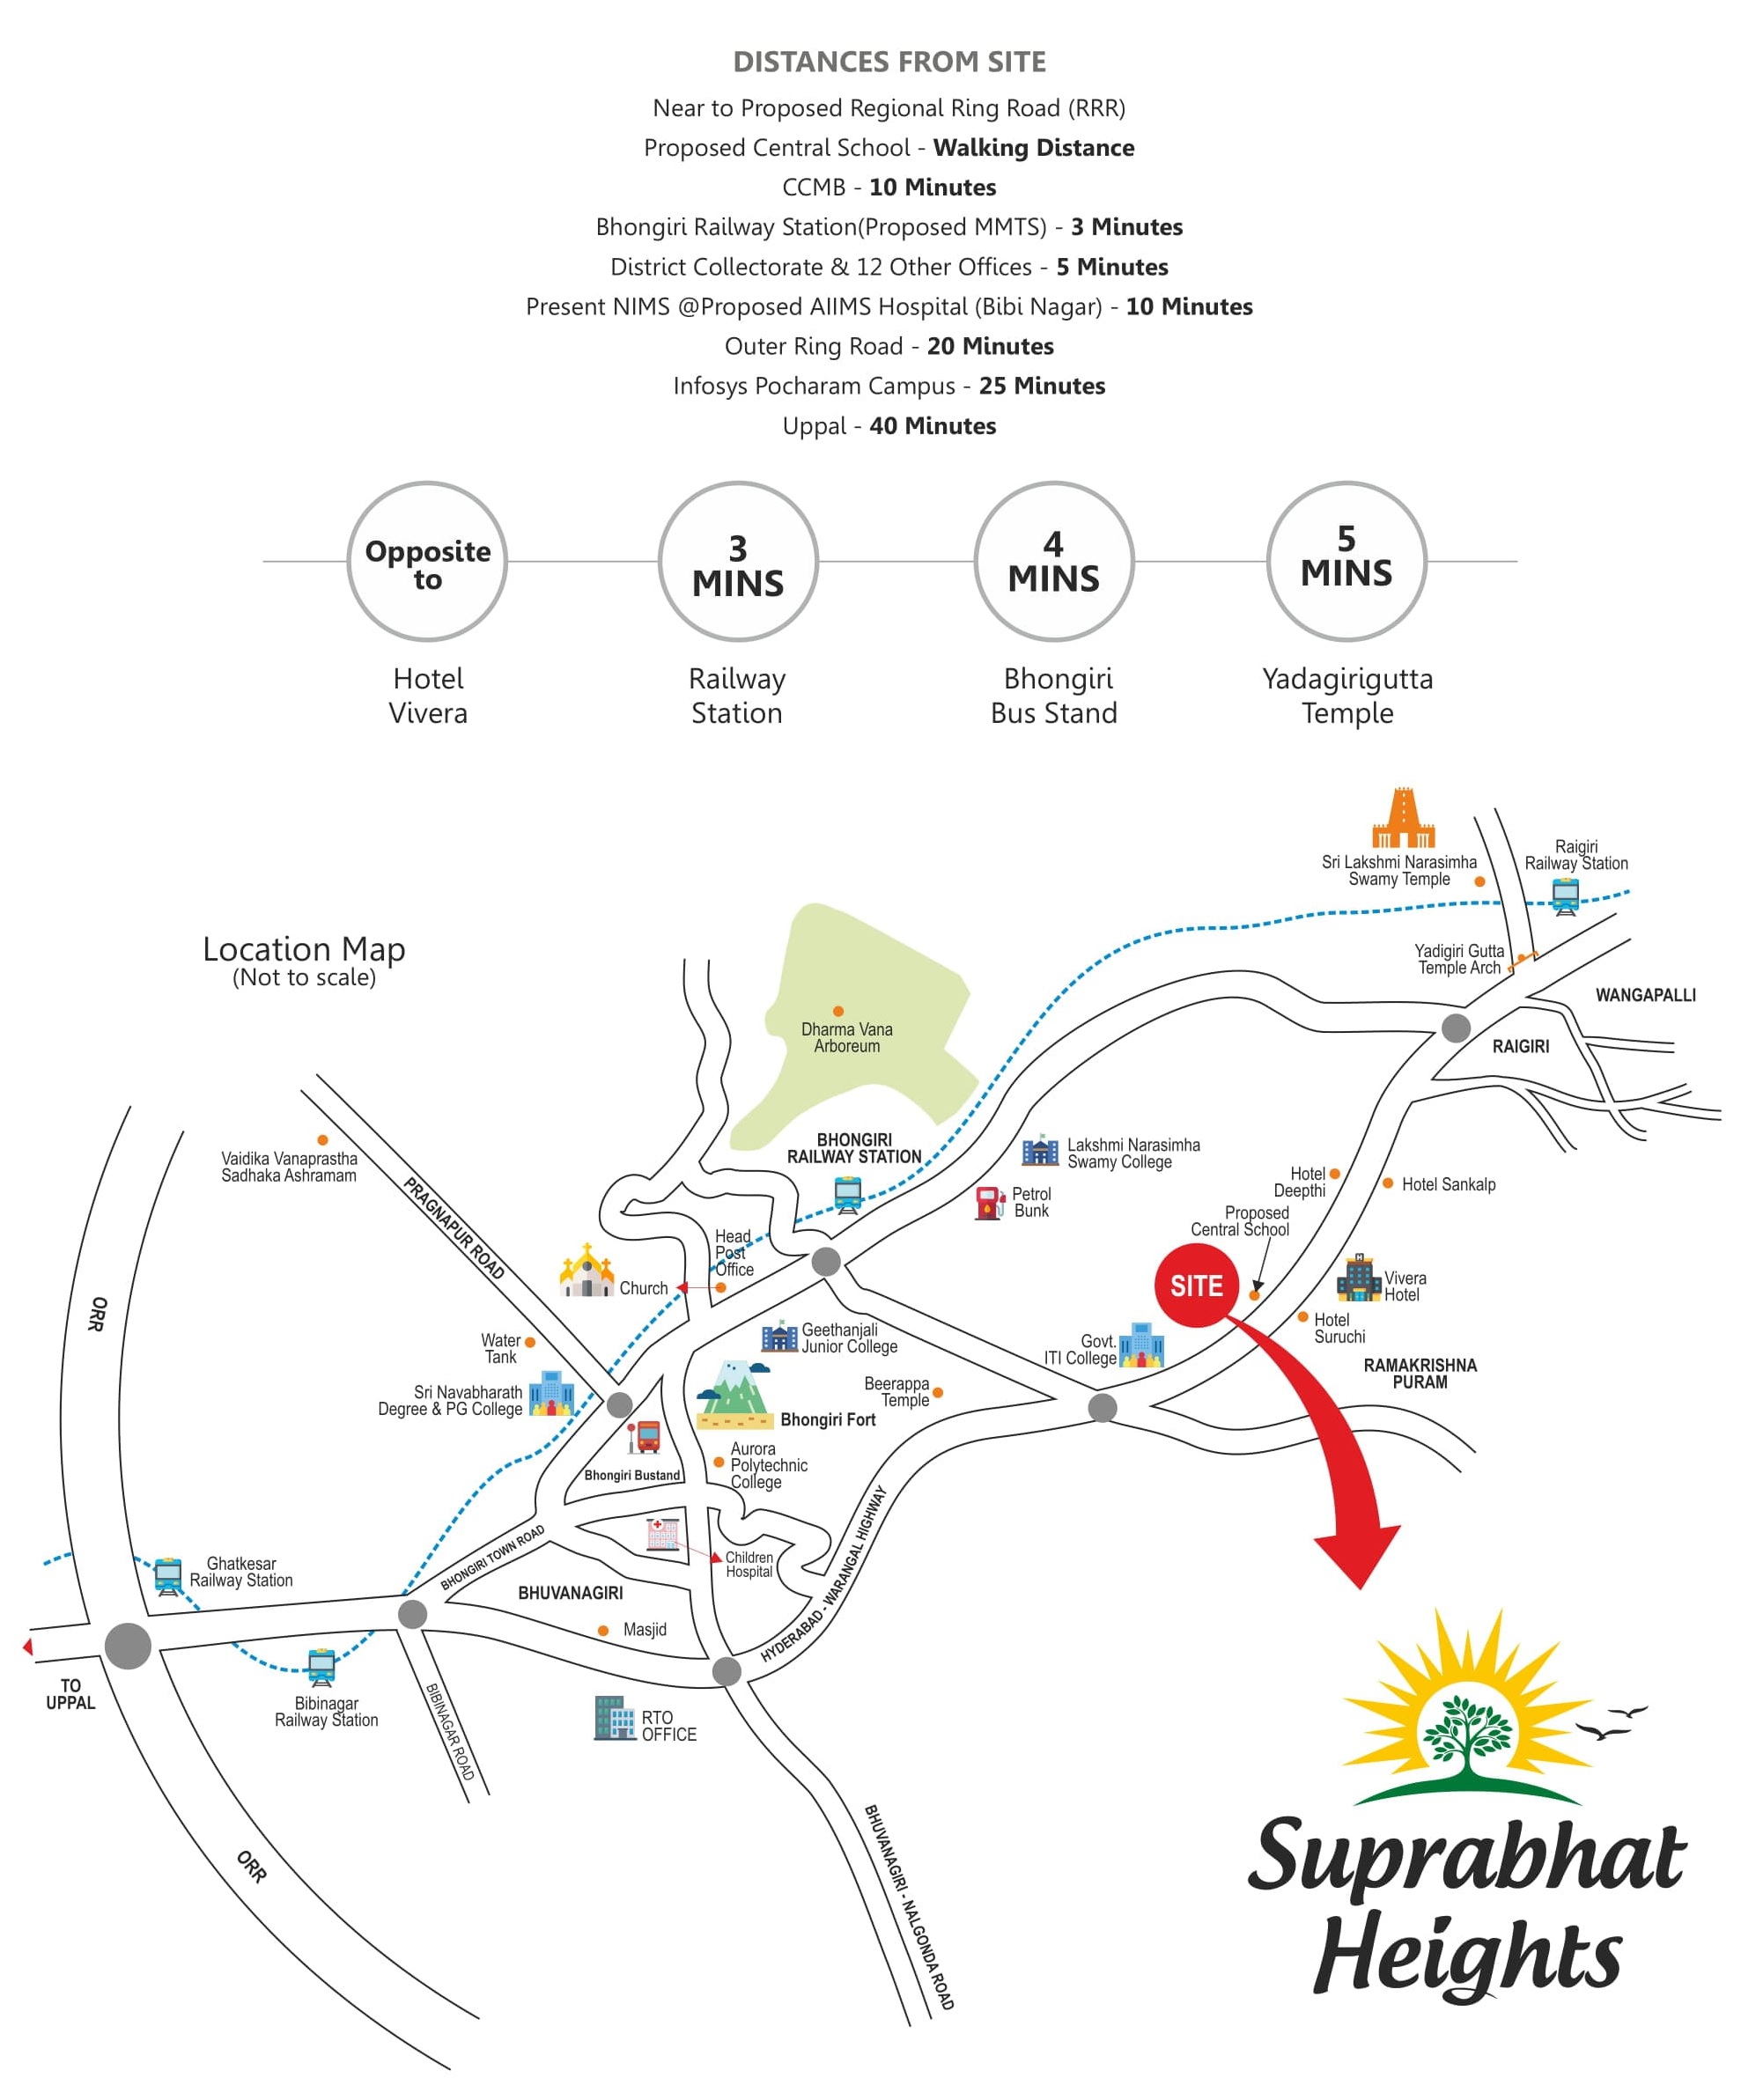 DISTANCES FROM SITE
Near to Proposed Regional Ring Road (RRR)
Proposed Central School - Walking Distance
CCMB - 10 Minutes
Bhongiri Railway Station(Proposed MMTS) - 3 Minutes
District Collectorate & 12 Other Offices - 5 Minutes
Present NIMS @Proposed AIIMS Hospital (Bibi Nagar) - 10 Minutes
Outer Ring Road - 20 Minutes
Infosys Pocharam Campus - 25 Minutes
Uppal - 40 Minutes
Opposite
to
Hotel
Vivera
3
MINS
Railway
Station
4
MINS
Bhongiri
Bus Stand
5
MINS
Yadagirigutta
Temple
Location Map
(Not to scale)
Sri Lakshmi Narasimha
Swamy Temple
Raigiri
Railway Station
Yadigiri Gutta
Temple Arch
WANGAPALLI
RAIGIRI
Dharma Vana
Arboreum
BHONGIRI
RAILWAY STATION
Lakshmi Narasimha
Swamy College
Petrol
Bunk
Hotel
Deepthi
Hotel Sankalp
Proposed
Central School
SITE
Vivera
Hotel
Hotel
Suruchi
RAMAKRISHNA
PURAM
Govt.
ITI College
Vaidika Vanaprastha
Sadhaka Ashramam
PRAGNAPUR ROAD
Head
Post
Office
Church
Water
Tank
Geethanjali
Junior College
Sri Navabharath
Degree & PG College
Beerappa
Temple
Bhongiri Fort
Bhongiri Bustand
Aurora
Polytechnic
College
ORR
BHONGIRI TOWN ROAD
Children
Hospital
HYDERABAD - WARANGAL HIGHWAY
Ghatkesar
Railway Station
BHUVANAGIRI
Masjid
TO
UPPAL
Bibinagar
Railway Station
BIBINAGAR ROAD
RTO
OFFICE
BHUVANAGIRI - NALGONDA ROAD
ORR
Suprabhat
Heights